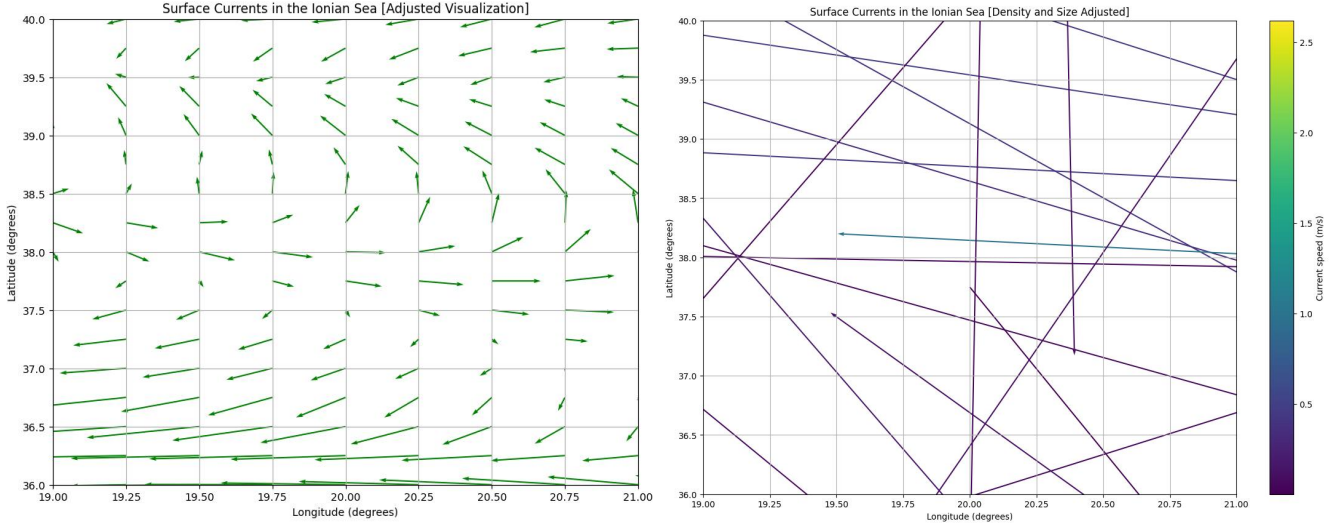 Surface Currents in the Ionian Sea [Adjusted Visualization]
40.0
39.5
39.0
38.5
38.0
37.5
37.0
36.5
36.0
Latitude (degrees)
19.00 19.25 19.50 19.75 20.00 20.25 20.50 20.75 21.00
Longitude (degrees)
Surface Currents in the Ionian Sea [Density and Size Adjusted]
40.0
39.5
39.0
38.5
38.0
37.5
37.0
36.5
36.0
Latitude (degrees)
19.00 19.25 19.50 19.75 20.00 20.25 20.50 20.75 21.00
Longitude (degrees)
2.5
2.0
1.5
1.0
0.5
Current speed (m/s)